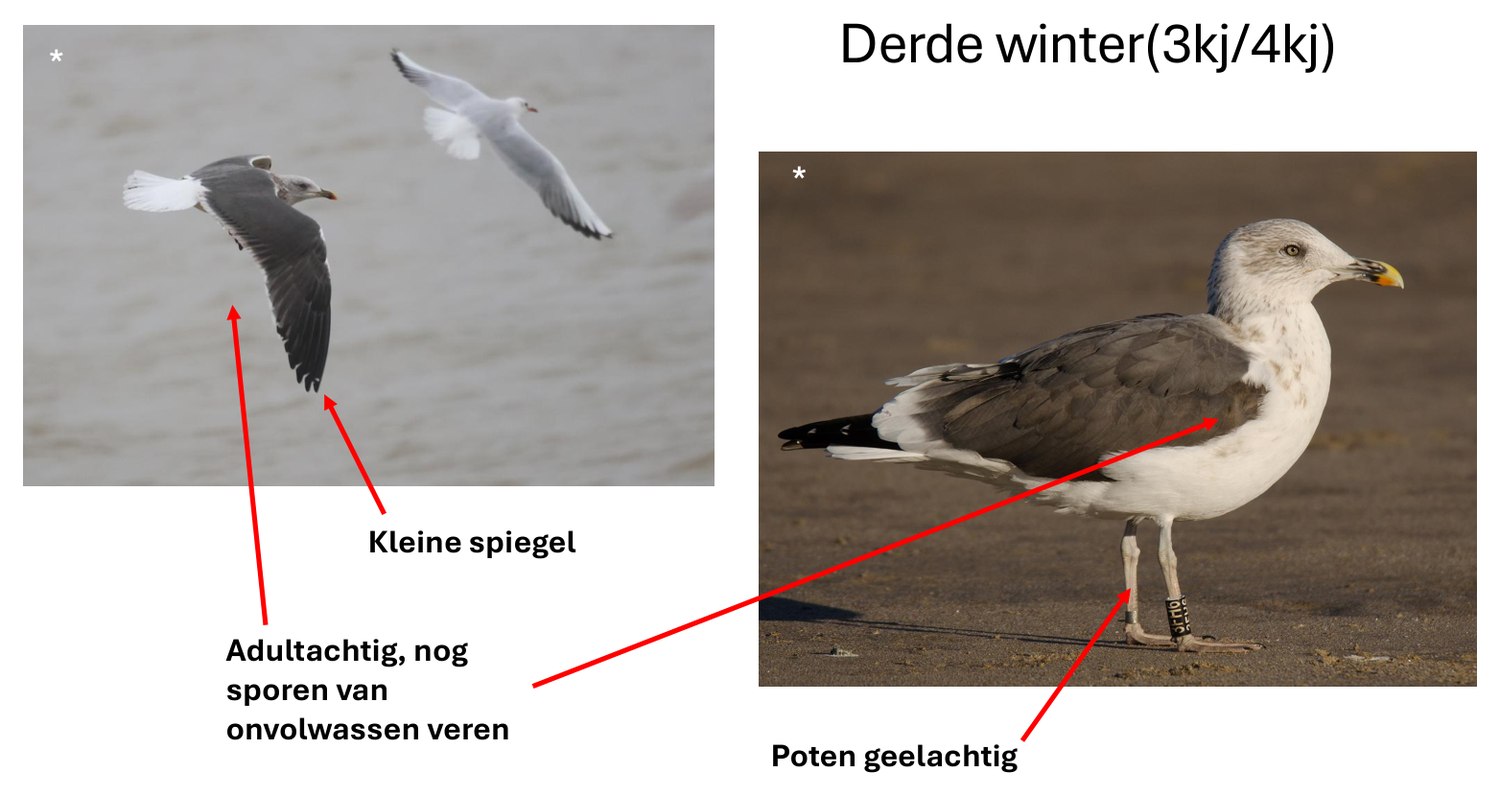 *
Derde winter(3kj/4kj)
*
Kleine spiegel
Adultachtig, nog
sporen van
onvolwassen veren
Poten geelachtig